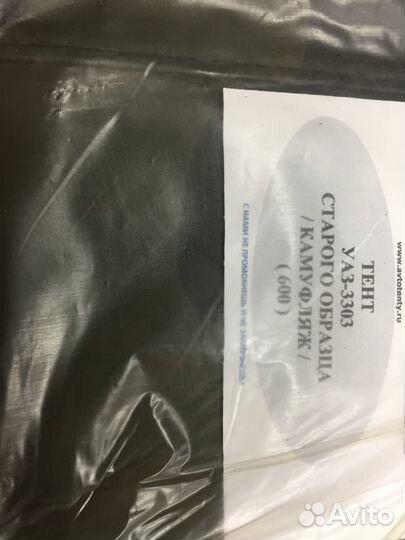 www.avtotenty.ru
ТЕНТ
УАЗ-3303
СТАРОГО ОБРАЗЦА
/ КАМУФЛЯЖ /
( 600 )
С НАМИ НЕ ПРОМОКНЕШЬ И НЕ ЗАМЁРЗНЕШЬ!
Avito